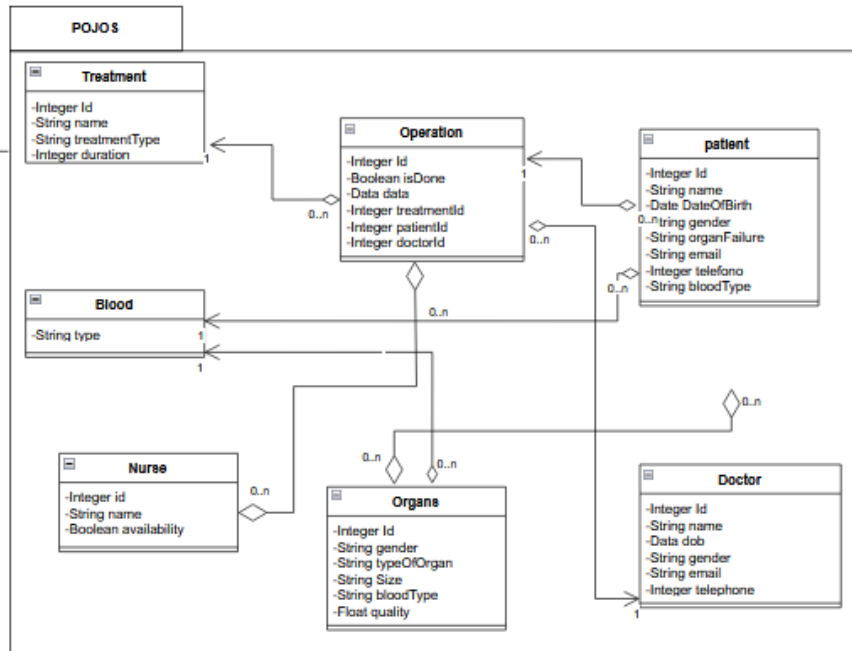 POJOS
Treatment
-Integer Id
-String name
-String treatmentType
-Integer duration
1
Operation
-Integer Id
-Boolean isDone
-Data data
-Integer treatmentId
-Integer patientId
-Integer doctorId
0..n
1
0..n
patient
-Integer Id
-String name
-Date DateOfBirth
0..n
tring gender
-String organFailure
-String email
-Integer telefono
-String bloodType
0..n
Blood
-String type
1
1
0..n
0..n
Nurse
-Integer id
-String name
-Boolean availability
0..n
0..n
0..n
Organs
-Integer Id
-String gender
-String typeOfOrgan
-String Size
-String bloodType
-Float quality
0..n
Doctor
-Integer Id
-String name
-Data dob
-String gender
-String email
-Integer telephone
1